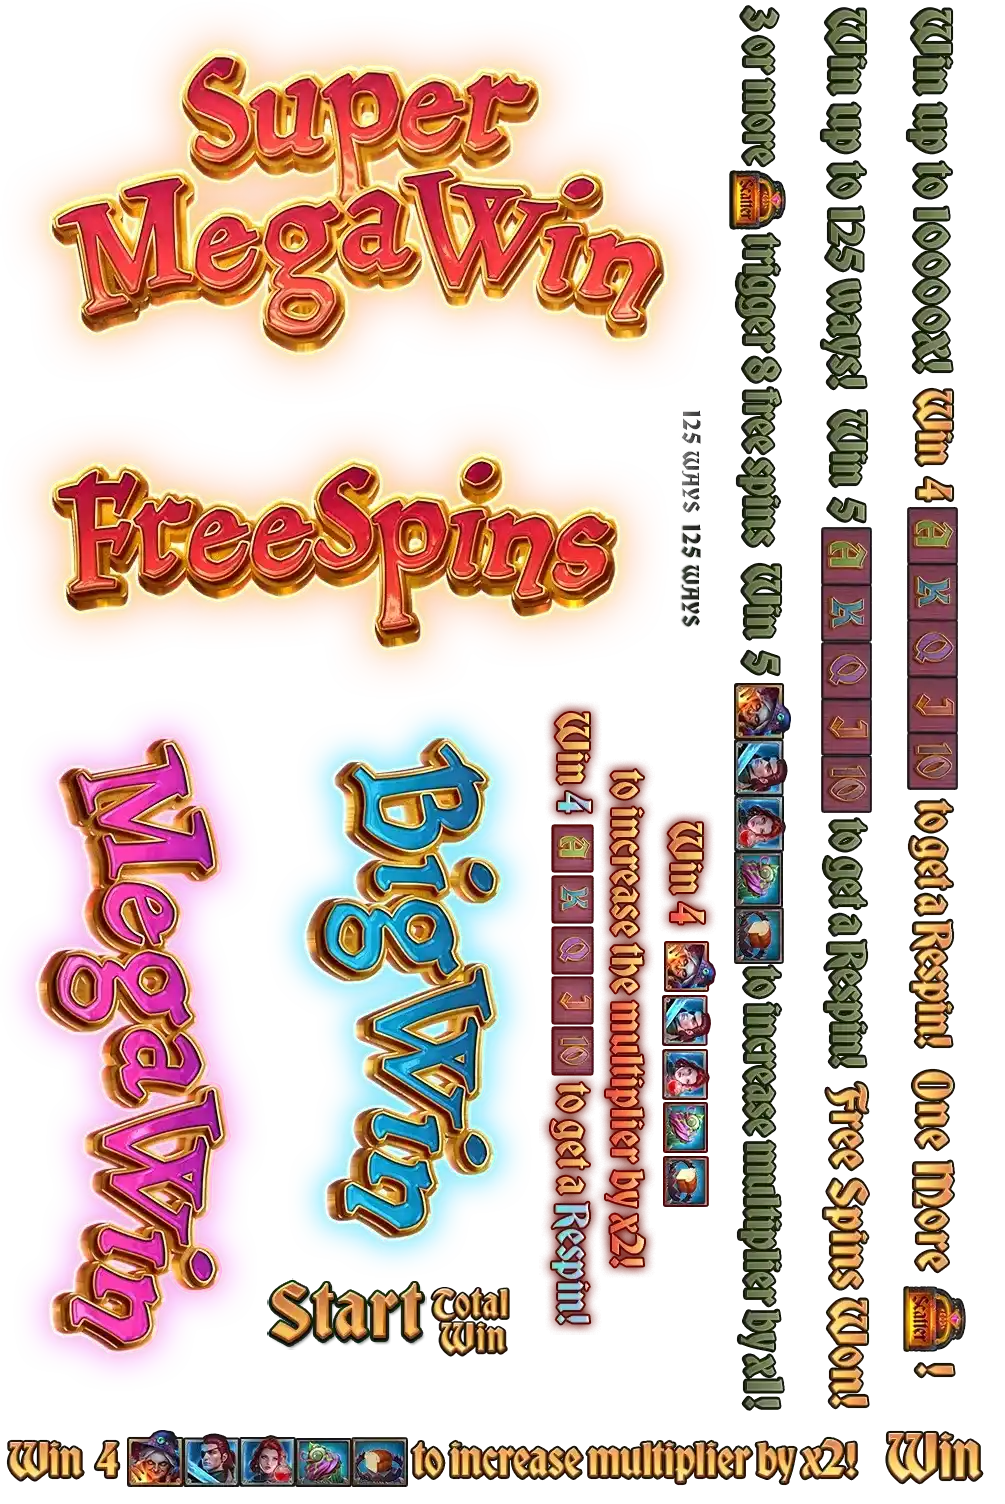 Super
MegaWin
FreeSpins
MegaWin
BigWin
Start
Total
Win
125 WAYS 125 WAYS
Win 4 A K Q J 10 to get a Respin!
to increase the multiplier by x2!
Win 4
3 or more Scatter trigger 8 free spins
Win 5 to increase multiplier by x1!
Win up to 125 ways!
Win 5 A K Q J 10 to get a Respin!
Free Spins Won!
Win up to 10000x!
Win 4 A K Q J 10 to get a Respin!
One More Scatter !
Win 4 to increase multiplier by x2!
Win